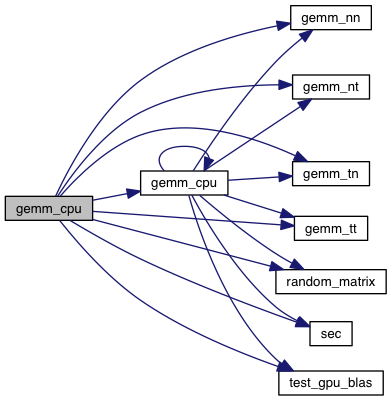 gemm_cpu
gemm_cpu
gemm_nn
gemm_nt
gemm_tn
gemm_tt
random_matrix
sec
test_gpu_blas